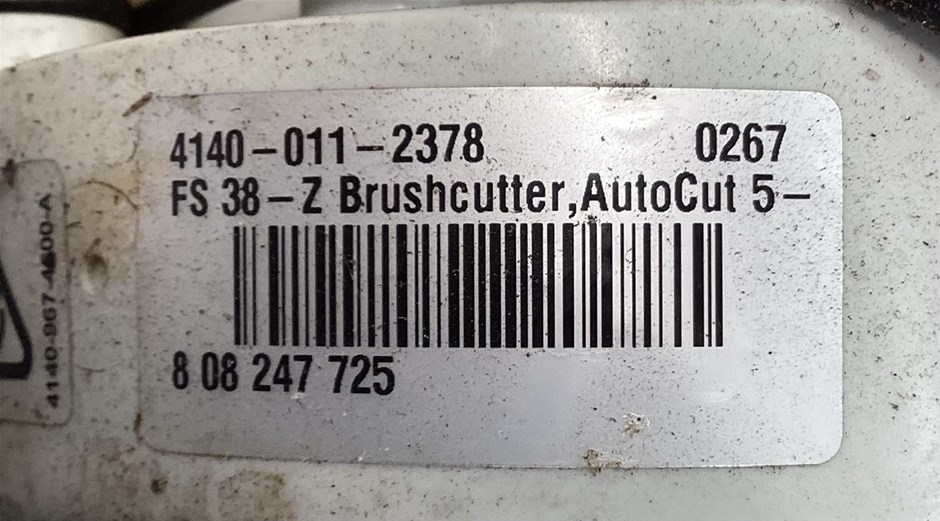 4140-011-2378 0267
FS 38-Z Brushcutter,AutoCut 5-
8 08 247 725
4140-967-4600-A